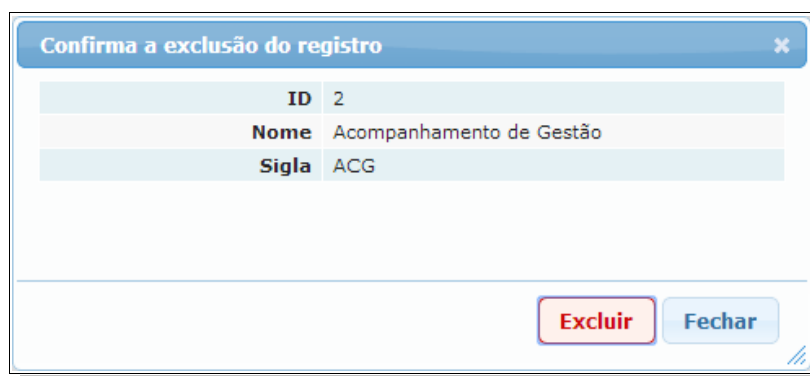 Confirma a exclusão do registro
ID 2
Nome Acompanhamento de Gestão
Sigla ACG
Excluir Fechar